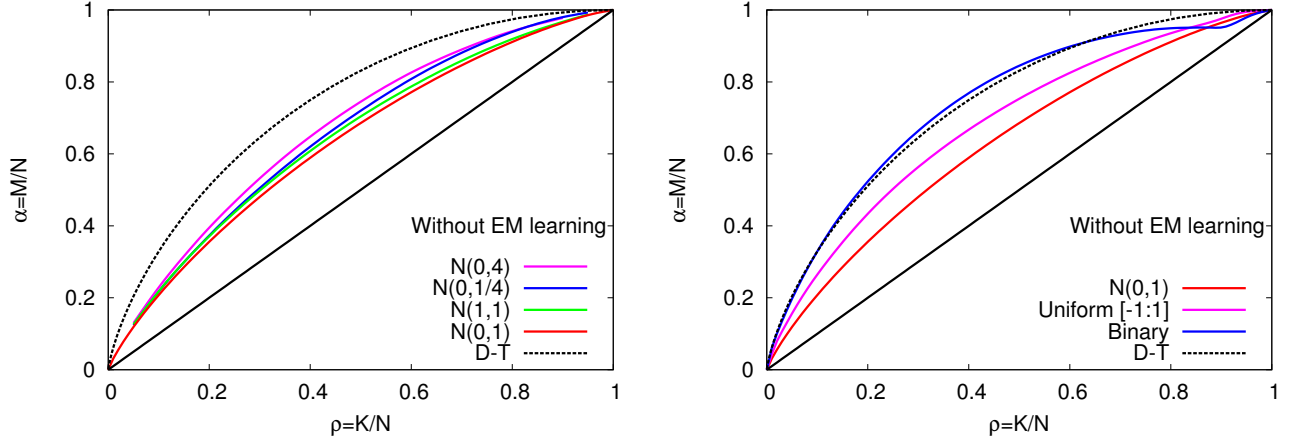 1
0.8
0.6
0.4
0.2
0
α=M/N
Without EM learning
N(0,4)
N(0,1/4)
N(1,1)
N(0,1)
D-T
0 0.2 0.4 0.6 0.8 1
ρ=K/N
1
0.8
0.6
0.4
0.2
0
α=M/N
Without EM learning
N(0,1)
Uniform [-1:1]
Binary
D-T
0 0.2 0.4 0.6 0.8 1
ρ=K/N